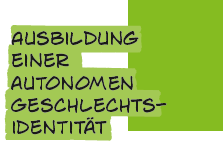 AUSBILDUNG
EINER
AUTONOMEN
GESCHLECHTS-
IDENTITÄT